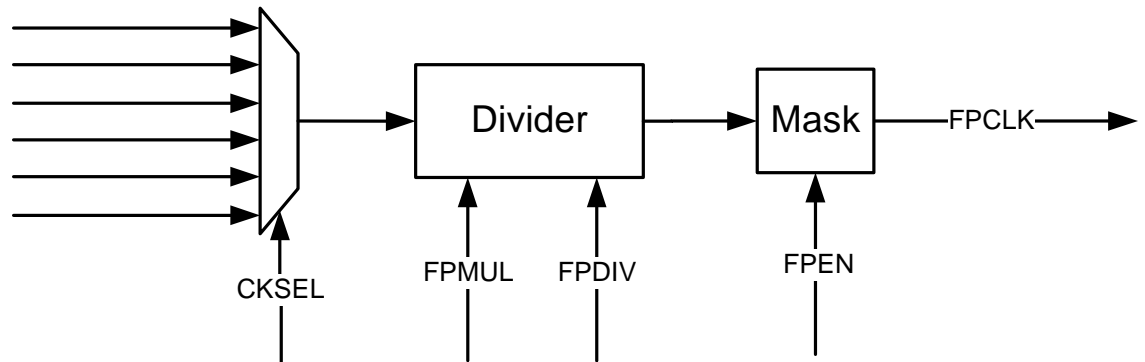 Divider
Mask
FPCLK
CKSEL
FPMUL
FPDIV
FPEN